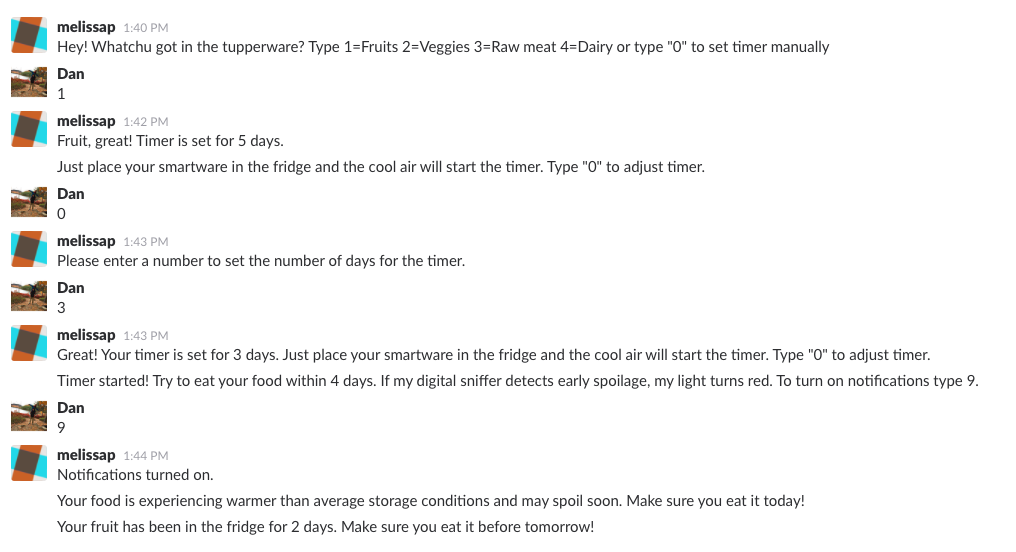 melissap 1:40 PM
Hey! Whatchu got in the tupperware? Type 1=Fruits 2=Veggies 3=Raw meat 4=Dairy or type "0" to set timer manually
Dan
1
melissap 1:42 PM
Fruit, great! Timer is set for 5 days.
Just place your smartware in the fridge and the cool air will start the timer. Type "0" to adjust timer.
Dan
0
melissap 1:43 PM
Please enter a number to set the number of days for the timer.
Dan
3
melissap 1:43 PM
Great! Your timer is set for 3 days. Just place your smartware in the fridge and the cool air will start the timer. Type "0" to adjust timer.
Timer started! Try to eat your food within 4 days. If my digital sniffer detects early spoilage, my light turns red. To turn on notifications type 9.
Dan
9
melissap 1:44 PM
Notifications turned on.
Your food is experiencing warmer than average storage conditions and may spoil soon. Make sure you eat it today!
Your fruit has been in the fridge for 2 days. Make sure you eat it before tomorrow!